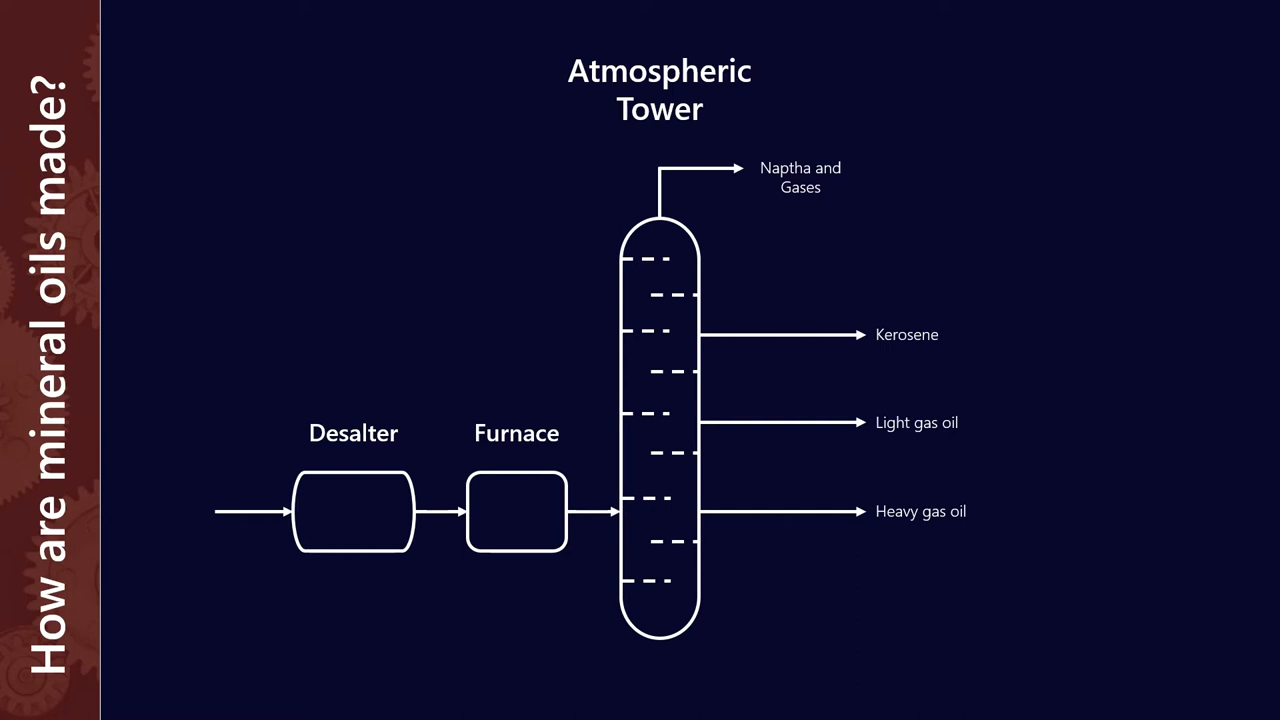 How are mineral oils made?
Atmospheric
Tower
Naptha and
Gases
Kerosene
Light gas oil
Heavy gas oil
Desalter
Furnace